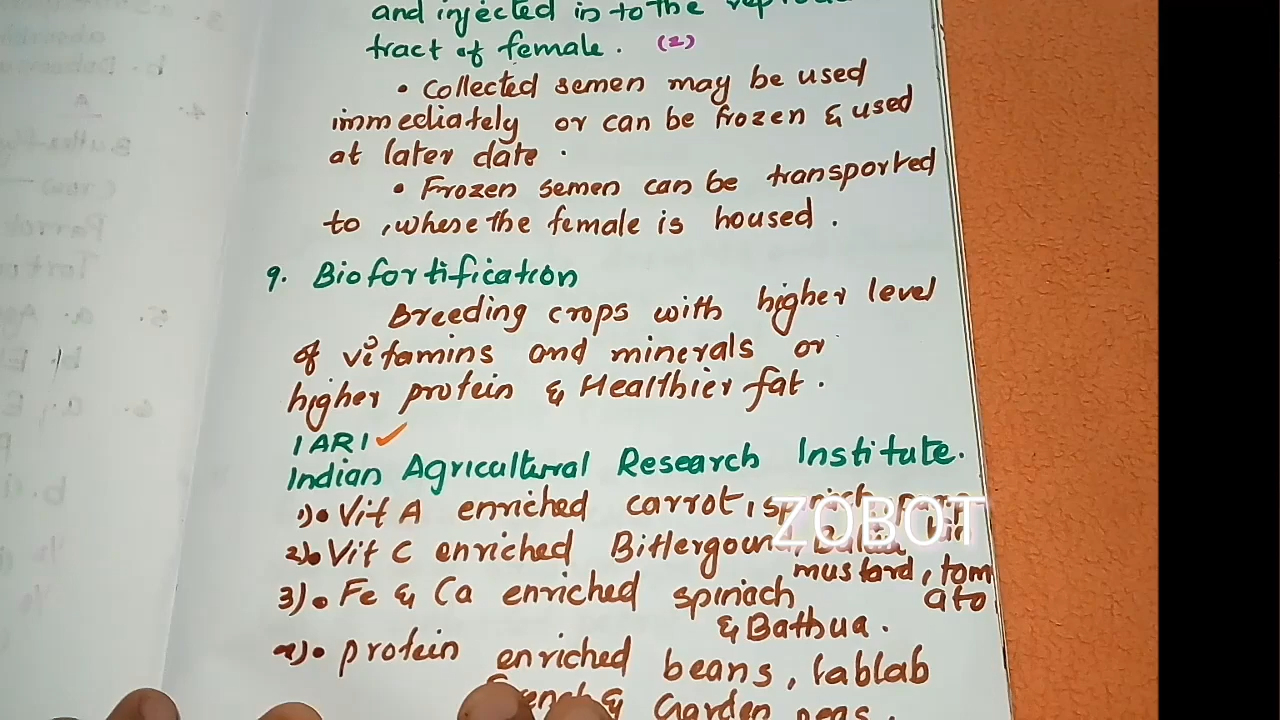 and injected in to the
tract of female. (2)
• Collected semen may be used
immediately or can be frozen & used
at later date.
• Frozen semen can be transported
to, where the female is housed.
9. Biofortification
Breeding crops with higher level
of vitamins and minerals or
higher protein & Healthier fat.
IARI ✓
Indian Agricultural Research Institute.
1)• Vit A enriched carrot,
2)• Vit C enriched
mustard, tom
ato
3)• Fe & Ca enriched spinach
& Bathua.
4)• protein enriched beans, lablab
French & Garden peas.
ZOBOT